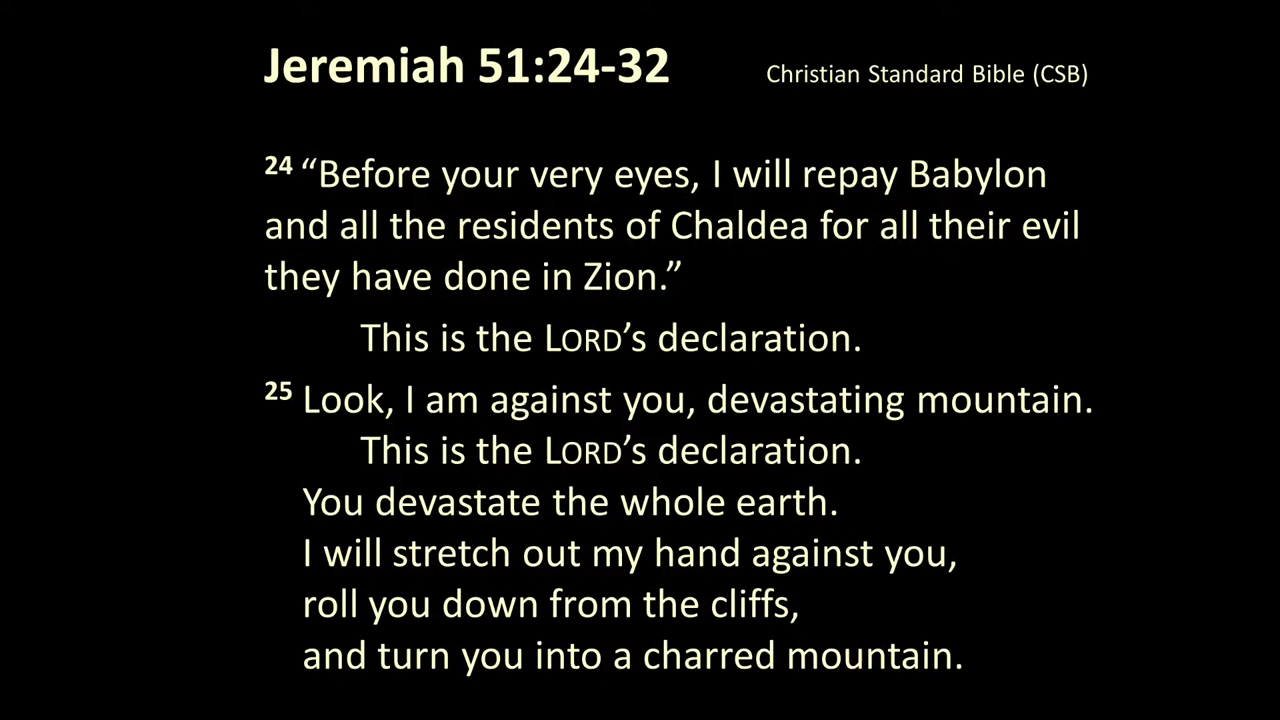 Jeremiah 51:24-32 Christian Standard Bible (CSB)
24 “Before your very eyes, I will repay Babylon
and all the residents of Chaldea for all their evil
they have done in Zion.”
This is the LORD’s declaration.
25 Look, I am against you, devastating mountain.
This is the LORD’s declaration.
You devastate the whole earth.
I will stretch out my hand against you,
roll you down from the cliffs,
and turn you into a charred mountain.